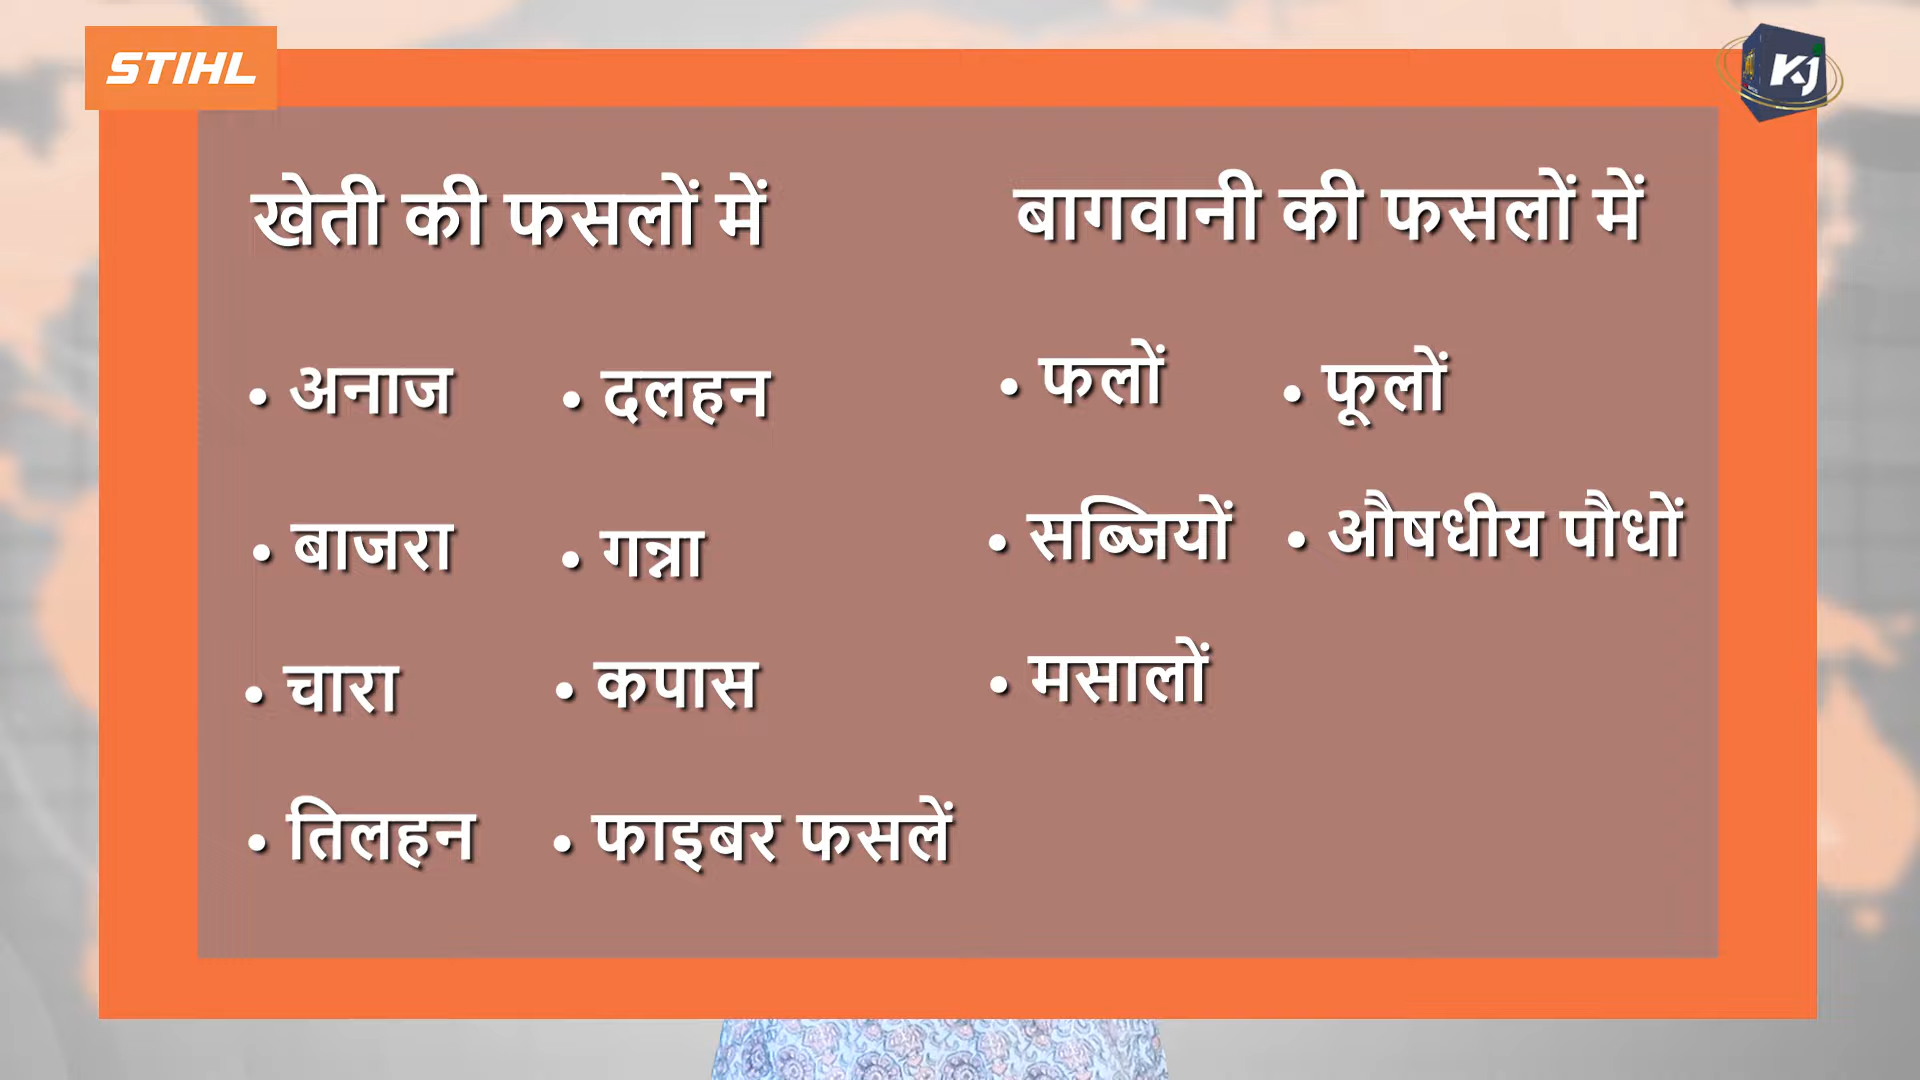 STIHL
KJ
खेती की फसलों में
• अनाज
• दलहन
• बाजरा
• गन्ना
• चारा
• कपास
• तिलहन
• फाइबर फसलें
बागवानी की फसलों में
• फलों
• फूलों
• सब्जियों
• औषधीय पौधों
• मसालों